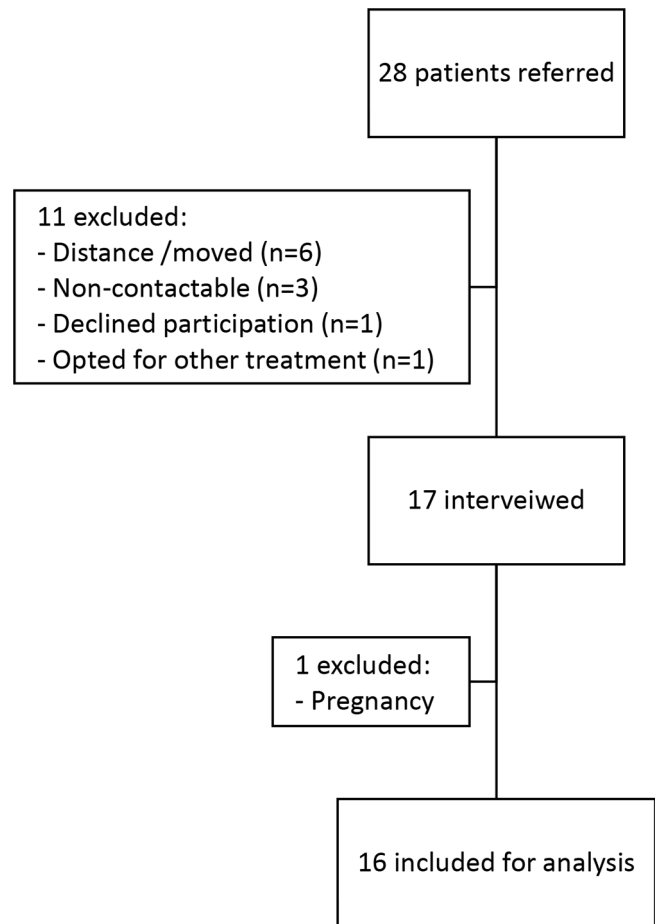 28 patients referred
11 excluded:
- Distance /moved (n=6)
- Non-contactable (n=3)
- Declined participation (n=1)
- Opted for other treatment (n=1)
17 interveiwed
1 excluded:
- Pregnancy
16 included for analysis